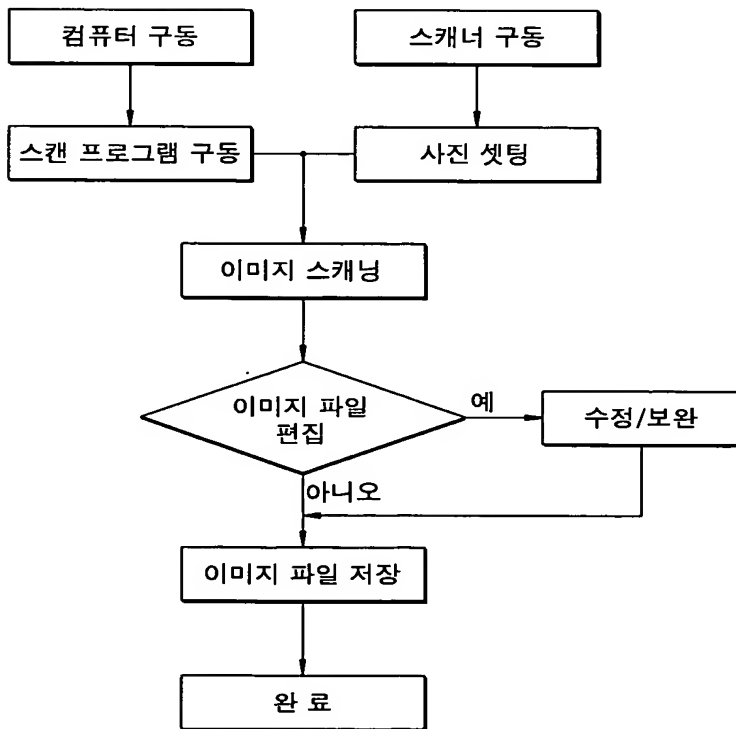 컴퓨터 구동
스캐너 구동
스캔 프로그램 구동
사진 셋팅
이미지 스캐닝
이미지 파일
편집
예
수정/보완
아니오
이미지 파일 저장
완 료